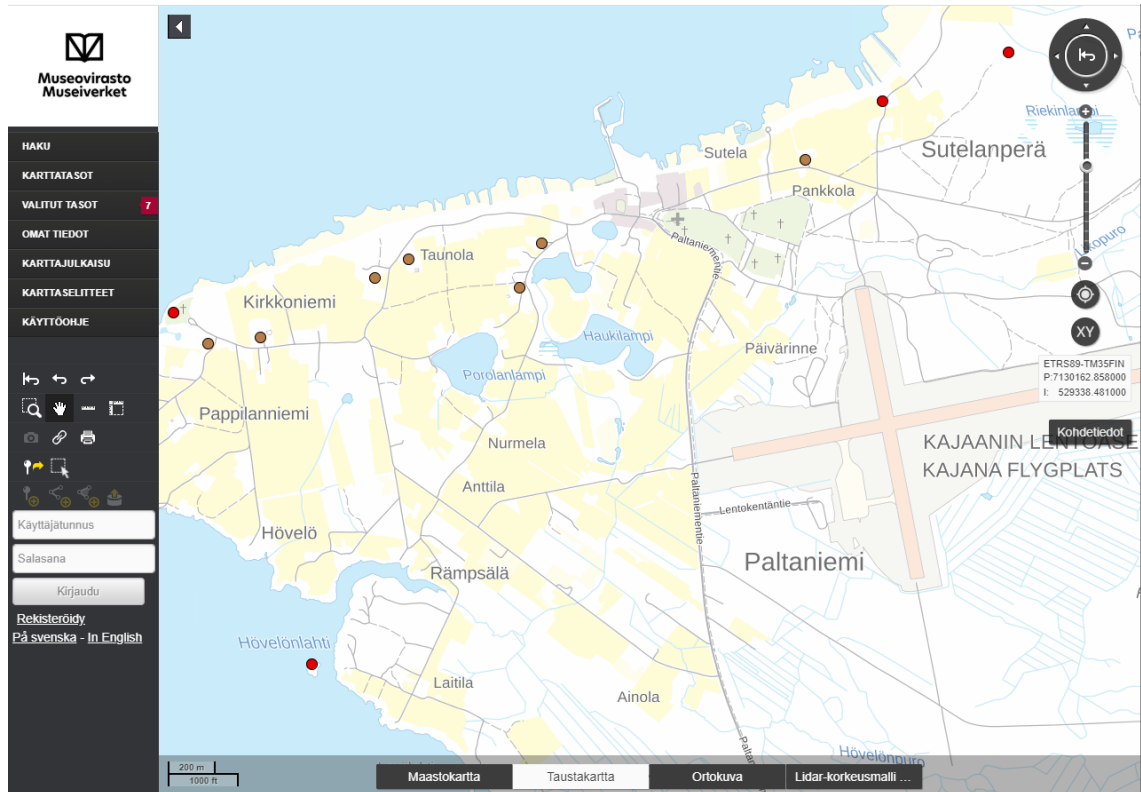 Museovirasto
Museiverket
HAKU
KARTTATASOT
VALITUT TASOT 7
OMAT TIEDOT
KARTTAJULKAISU
KARTTASELITTEET
KÄYTTÖOHJE
Käyttäjätunnus
Salasana
Kirjaudu
Rekisteröidy
På svenska - In English
Riekinlampi
Sutela
Sutelanperä
Pankkola
Paltaniementie
Taunola
Kirkkoniemi
Haukilampi
Päivärinne
XY
ETRS89-TM35FIN
P:7130162.858000
I: 529338.481000
Porolanlampi
Pappilanniemi
Kohdetiedot
Nurmela
KAJAANIN LENTOASE
KAJANA FLYGPLATS
Anttila
Paltaniementie
Lentokentäntie
Hövelö
Paltaniemi
Rämpsälä
Hövelönlahti
Laitila
Ainola
Hövelönpuro
200 m
1000 ft
Maastokartta
Taustakartta
Ortokuva
Lidar-korkeusmalli ...